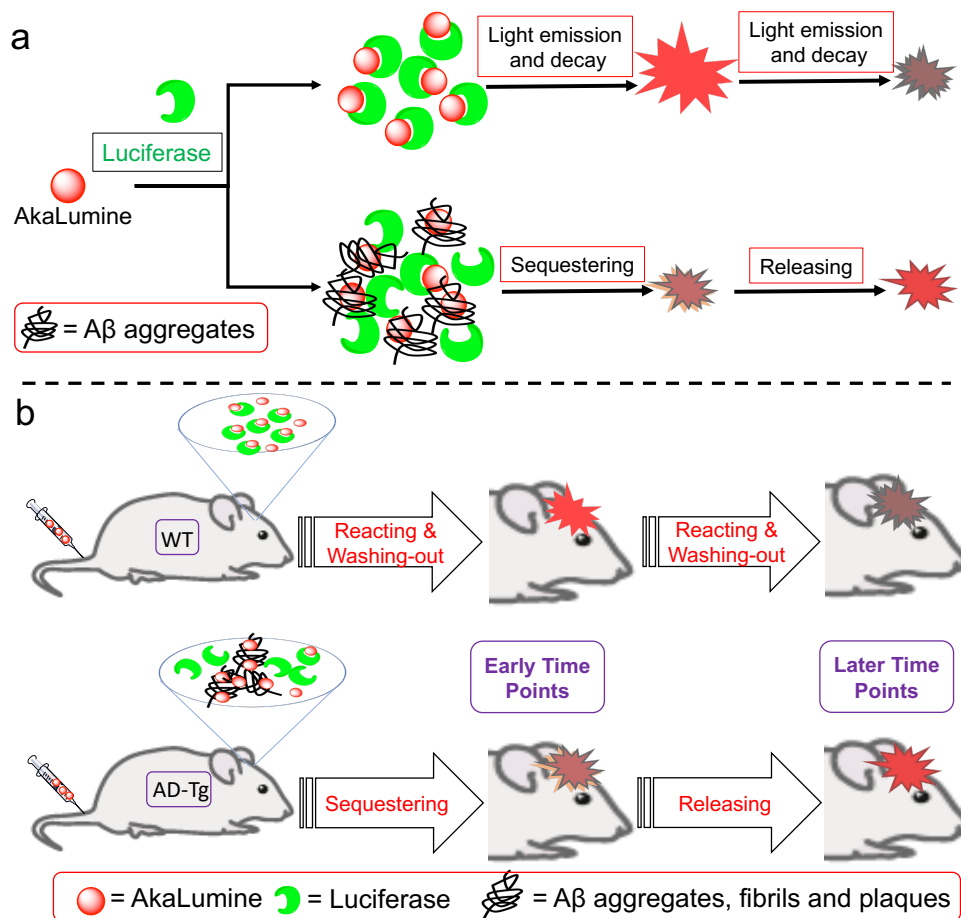 a
Light emission
and decay
Light emission
and decay
Luciferase
AkaLumine
Sequestering
Releasing
= Aβ aggregates
b
WT
Reacting &
Washing-out
Reacting &
Washing-out
Early Time
Points
Later Time
Points
AD-Tg
Sequestering
Releasing
= AkaLumine = Luciferase = Aβ aggregates, fibrils and plaques